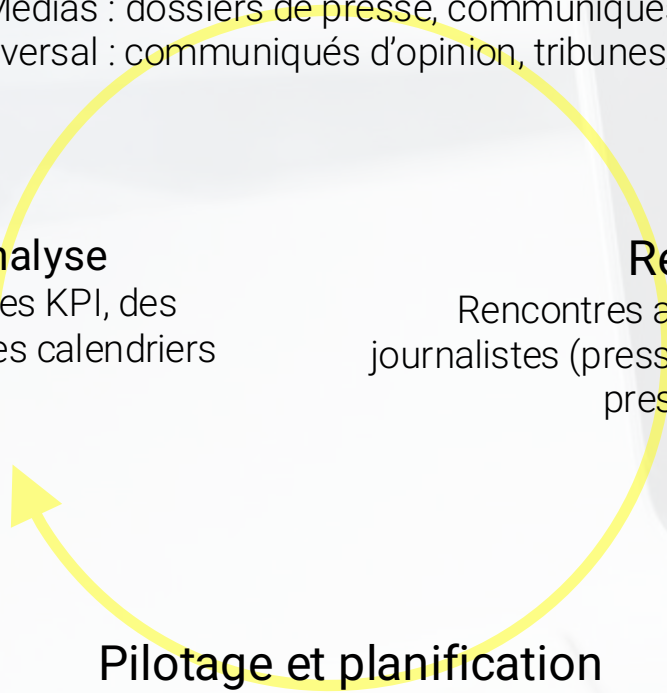 Médias : dossiers de presse, communiqués
versal : communiqués d’opinion, tribunes
nalyse
es KPI, des
es calendriers
Re
Rencontres a
journalistes (press
pres
Pilotage et planification